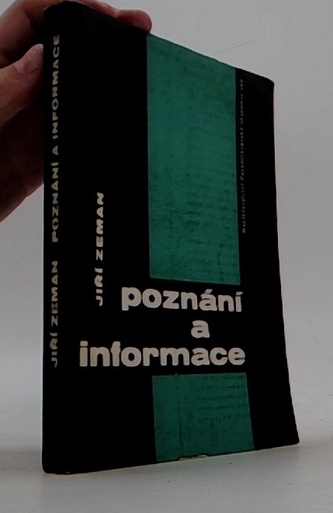 JIŘÍ ZEMAN POZNÁNÍ A INFORMACE
JIŘÍ ZEMAN
poznání
a
informace